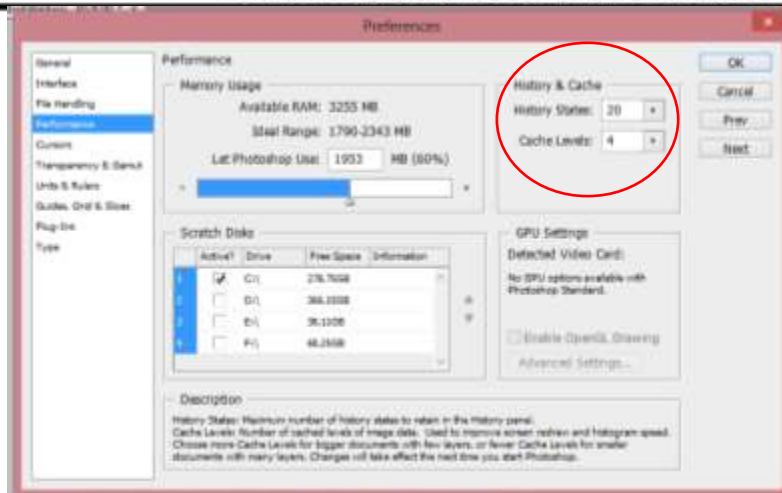 Preferences
General
Interface
File Handling
Performance
Cursors
Transparency & Gamut
Units & Rulers
Guides, Grid & Slices
Plug-Ins
Type
Performance
Memory Usage
Available RAM: 3255 MB
Ideal Range: 1790-2343 MB
Let Photoshop Use: 1953 MB (60%)
- +
History & Cache
History States: 20
Cache Levels: 4
OK
Cancel
Prev
Next
Scratch Disks
Active? Drive Free Space Information
1 C:\
2 D:\
3 E:\
4 F:\
GPU Settings
Detected Video Card:
No GPU options available with
Photoshop Standard.
Enable OpenGL Drawing
Advanced Settings...
Description
History States: Maximum number of history states to retain in the History panel.
Cache Levels: Number of cached levels of image data. Used to improve screen redraw and histogram speed.
Choose more Cache Levels for bigger documents with few layers, or fewer Cache Levels for smaller
documents with many layers. Changes will take effect the next time you start Photoshop.